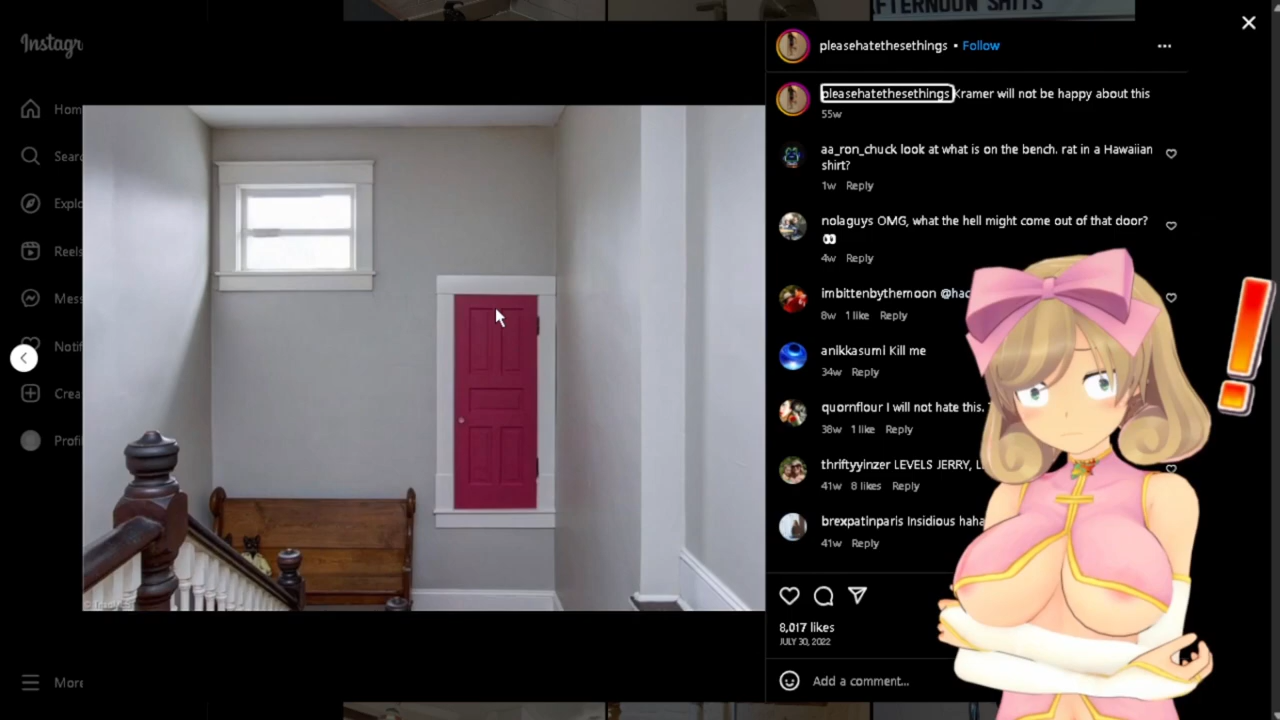 FTERNOON SHITS
Instagr
Hom
Sear
Explo
Reels
Mess
Notif
Crea
Profil
More
pleasehatethesethings • Follow
pleasehatethesethings Kramer will not be happy about this
55w
aa_ron_chuck look at what is on the bench. rat in a Hawaiian
shirt?
1w Reply
nolaguys OMG, what the hell might come out of that door?
👀
4w Reply
imbittenbythemoon @hac
8w 1 like Reply
anikkasumi Kill me
34w Reply
quornflour I will not hate this.
38w 1 like Reply
thriftyyinzer LEVELS JERRY, L
41w 8 likes Reply
brexpatinparis Insidious haha
41w Reply
8,017 likes
JULY 30, 2022
Add a comment...